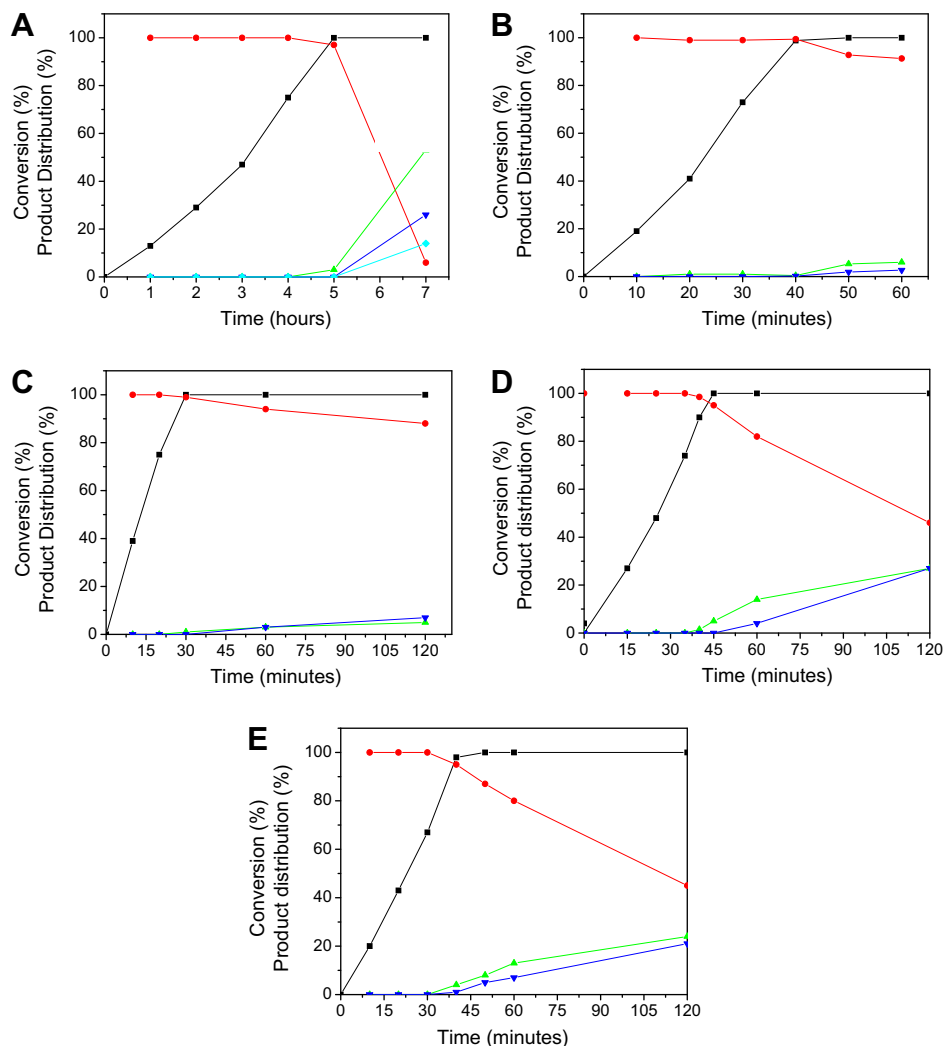 A
B
100
80
60
40
20
0
Conversion (%)
Product Distribution (%)
0 1 2 3 4 5 6 7
Time (hours)
100
80
60
40
20
0
Conversion (%)
Product Distrubution (%)
0 10 20 30 40 50 60
Time (minutes)
C
D
100
80
60
40
20
0
Conversion (%)
Product Distribution (%)
0 15 30 45 60 75 90 105 120
Time (minutes)
100
80
60
40
20
0
Conversion (%)
Product distribution (%)
0 15 30 45 60 75 90 105 120
Time (minutes)
E
100
80
60
40
20
0
Conversion (%)
Product distribution (%)
0 15 30 45 60 75 90 105 120
Time (minutes)